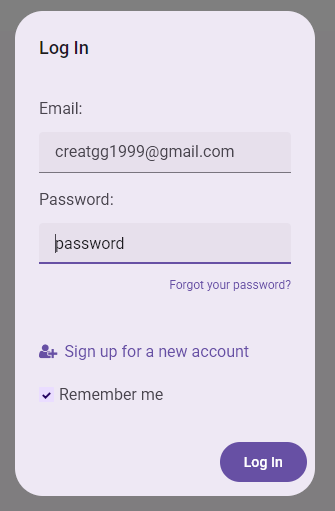 Log In
Email:
creatgg1999@gmail.com
Password:
password
Forgot your password?
Sign up for a new account
Remember me
Log In